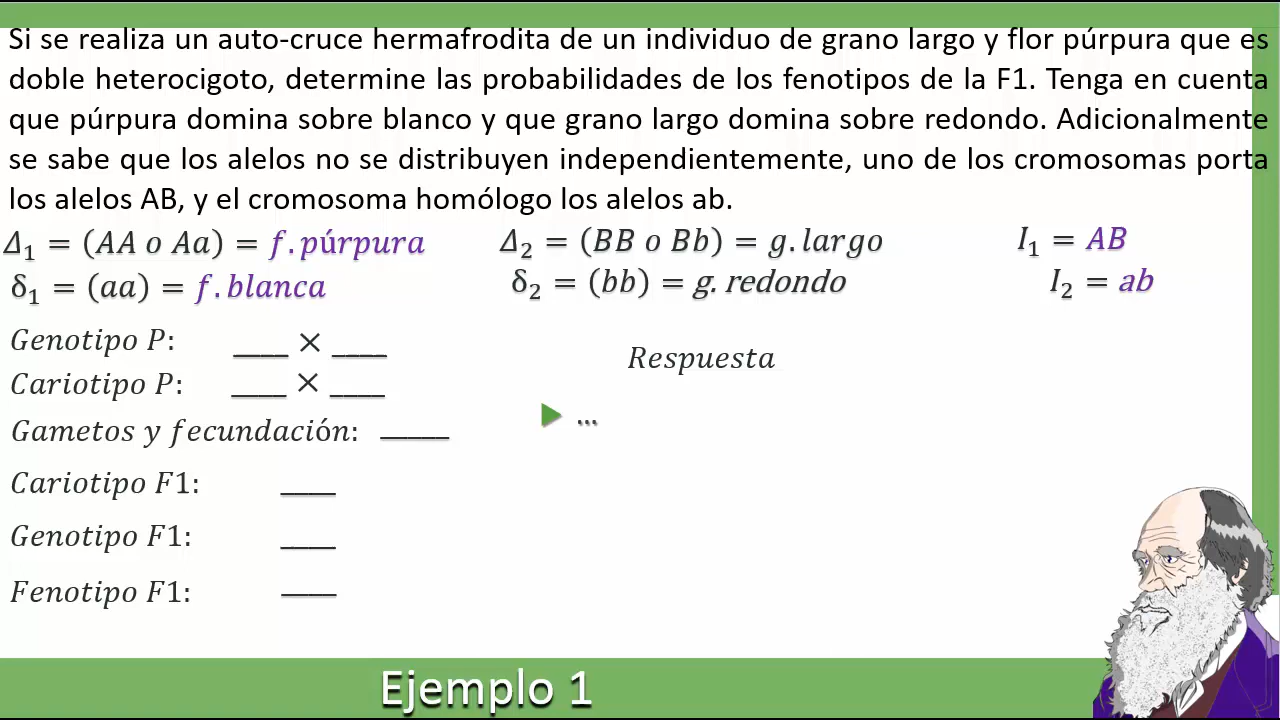 Si se realiza un auto-cruce hermafrodita de un individuo de grano largo y flor púrpura que es
doble heterocigoto, determine las probabilidades de los fenotipos de la F1. Tenga en cuenta
que púrpura domina sobre blanco y que grano largo domina sobre redondo. Adicionalmente
se sabe que los alelos no se distribuyen independientemente, uno de los cromosomas porta
los alelos AB, y el cromosoma homólogo los alelos ab.
Δ₁ = (AA o Aa) = f.púrpura
δ₁ = (aa) = f.blanca
Δ₂ = (BB o Bb) = g.largo
δ₂ = (bb) = g. redondo
I₁ = AB
I₂ = ab
Genotipo P: ____ × ____
Cariotipo P: ____ × ____
Gametos y fecundación: _____
Cariotipo F1: ____
Genotipo F1: ____
Fenotipo F1: ____
Respuesta
...
Ejemplo 1